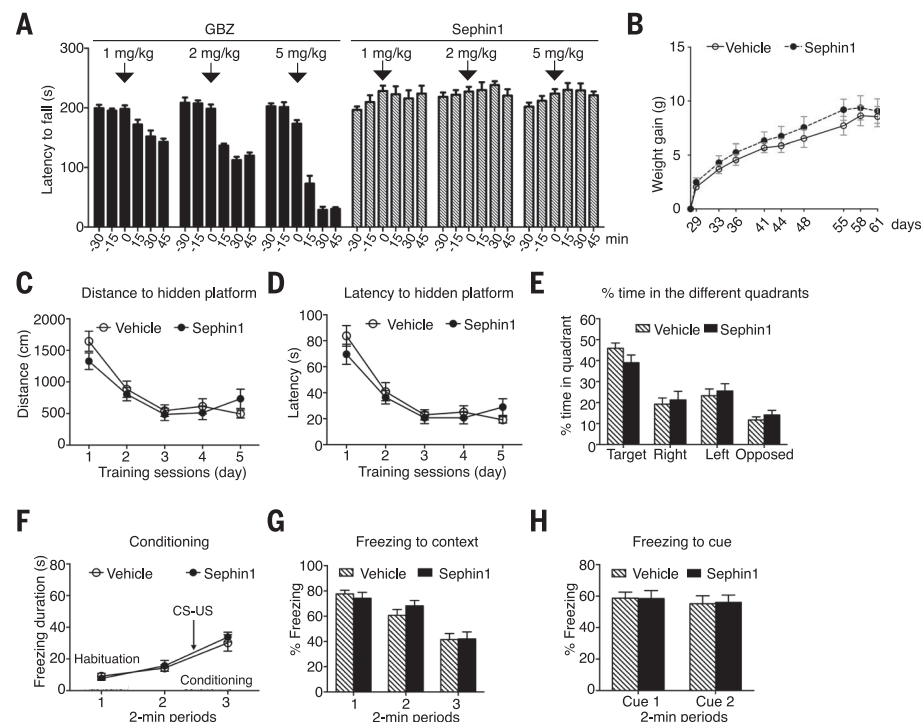 A
GBZ
Sephin1
1 mg/kg
2 mg/kg
5 mg/kg
1 mg/kg
2 mg/kg
5 mg/kg
Latency to fall (s)
300
200
100
0
-30 -15 0 15 30 45
-30 -15 0 15 30 45
-30 -15 0 15 30 45
-30 -15 0 15 30 45
-30 -15 0 15 30 45
-30 -15 0 15 30 45
min
B
Vehicle
Sephin1
Weight gain (g)
15
10
5
0
29 33 36 41 44 48 55 58 61
days
C
Distance to hidden platform
Vehicle
Sephin1
Distance (cm)
2000
1500
1000
500
0
1 2 3 4 5
Training sessions (day)
D
Latency to hidden platform
Vehicle
Sephin1
Latency (s)
100
80
60
40
20
0
1 2 3 4 5
Training sessions (day)
E
% time in the different quadrants
Vehicle
Sephin1
% time in quadrant
60
50
40
30
20
10
0
Target Right Left Opposed
F
Conditioning
Vehicle
Sephin1
Freezing duration (s)
80
60
40
20
0
CS-US
Habituation
Conditioning
1 2 3
2-min periods
G
Freezing to context
Vehicle
Sephin1
% Freezing
100
80
60
40
20
0
1 2 3
2-min periods
H
Freezing to cue
Vehicle
Sephin1
% Freezing
80
60
40
20
0
Cue 1 Cue 2
2-min periods